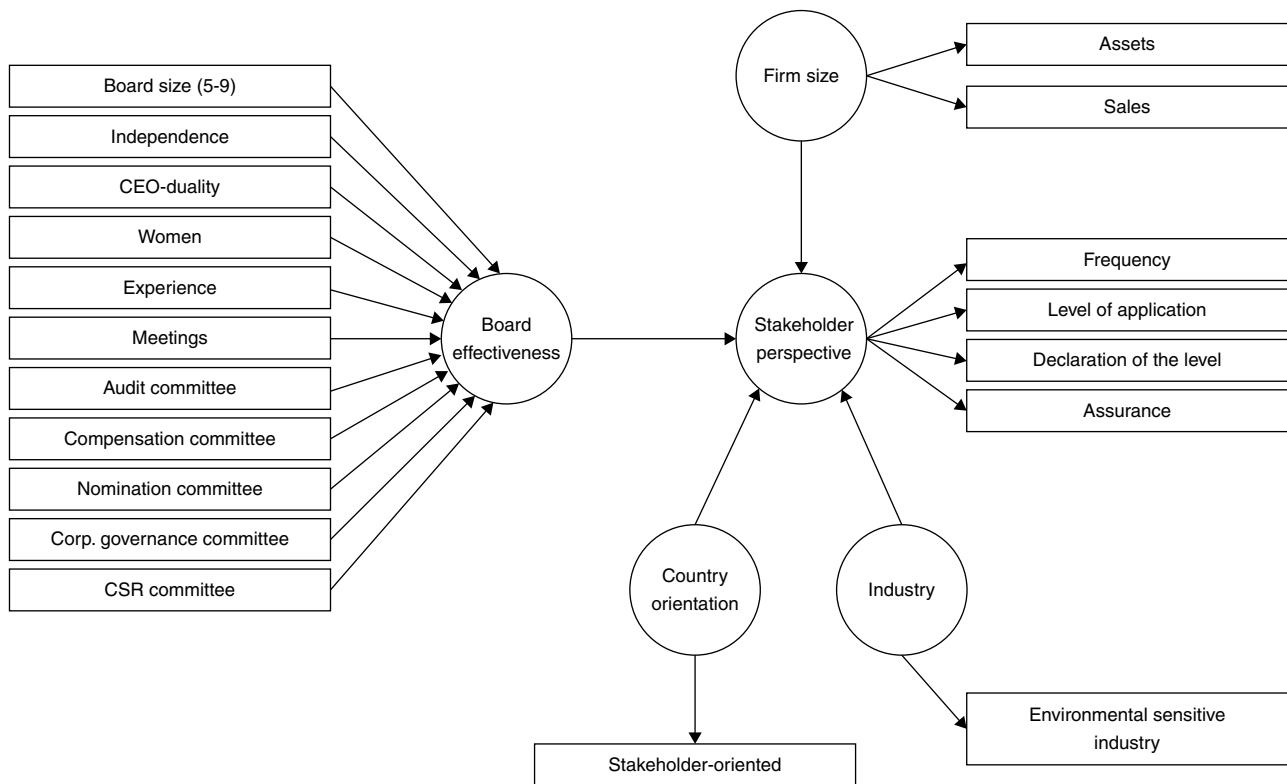 Board size (5-9)
Independence
CEO-duality
Women
Experience
Meetings
Audit committee
Compensation committee
Nomination committee
Corp. governance committee
CSR committee
Board
effectiveness
Firm size
Assets
Sales
Stakeholder
perspective
Frequency
Level of application
Declaration of the level
Assurance
Country
orientation
Industry
Stakeholder-oriented
Environmental sensitive
industry